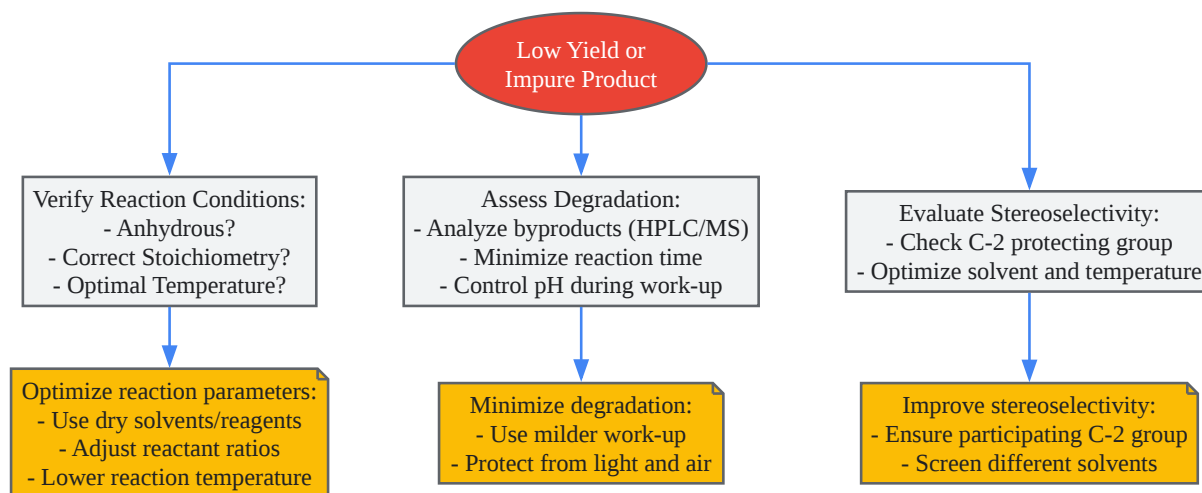 Low Yield or
Impure Product
Verify Reaction Conditions:
- Anhydrous?
- Correct Stoichiometry?
- Optimal Temperature?
Assess Degradation:
- Analyze byproducts (HPLC/MS)
- Minimize reaction time
- Control pH during work-up
Evaluate Stereoselectivity:
- Check C-2 protecting group
- Optimize solvent and temperature
Optimize reaction parameters:
- Use dry solvents/reagents
- Adjust reactant ratios
- Lower reaction temperature
Minimize degradation:
- Use milder work-up
- Protect from light and air
Improve stereoselectivity:
- Ensure participating C-2 group
- Screen different solvents